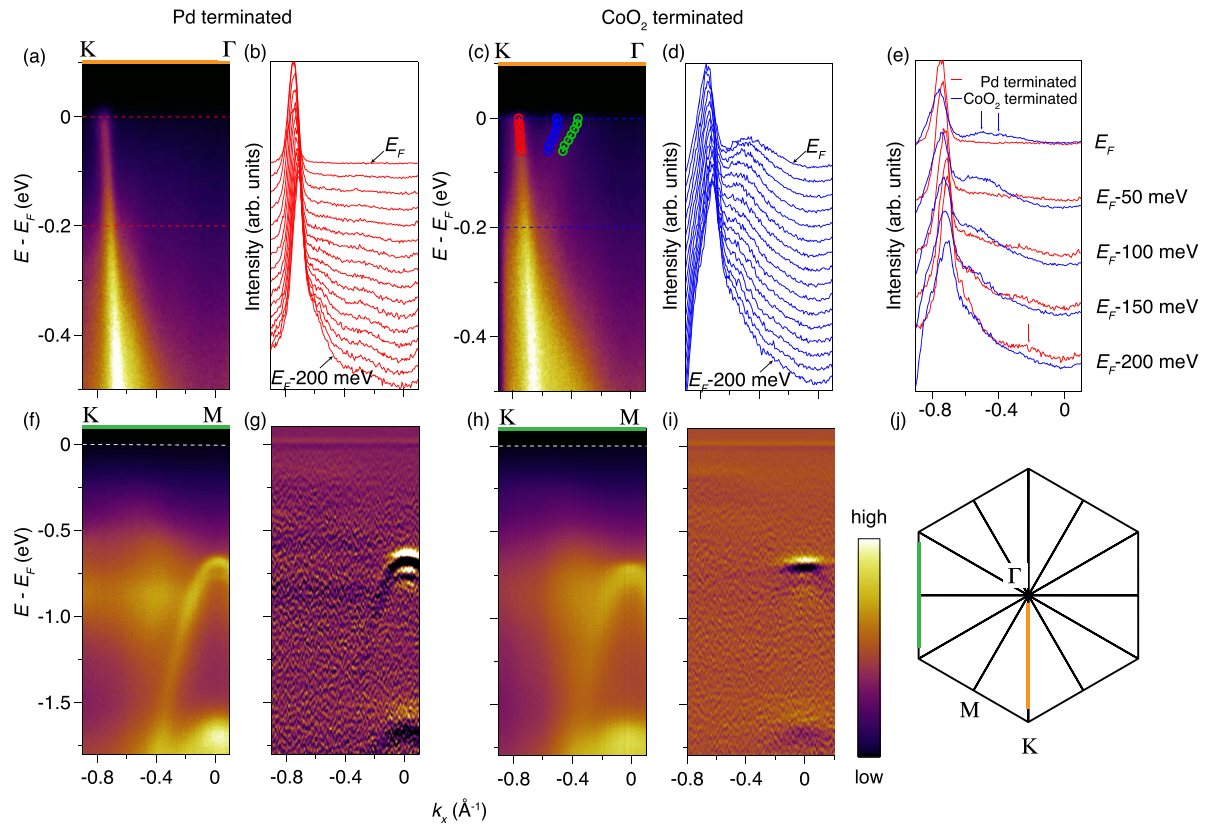 Pd terminated
CoO2 terminated
(a)
K
Γ
(b)
(c)
K
Γ
(d)
(e)
0
-0.2
-0.4
E - EF (eV)
Intensity (arb. units)
EF
EF-200 meV
0
-0.2
-0.4
E - EF (eV)
Intensity (arb. units)
EF
EF-200 meV
Intensity (arb. units)
Pd terminated
CoO2 terminated
EF
EF-50 meV
EF-100 meV
EF-150 meV
EF-200 meV
-0.8
-0.4
0
(f)
K
M
(g)
(h)
K
M
(i)
(j)
0
-0.5
-1.0
-1.5
E - EF (eV)
-0.8
-0.4
0
-0.8
-0.4
0
-0.8
-0.4
0
-0.8
-0.4
0
kx (Å-1)
high
low
Γ
M
K